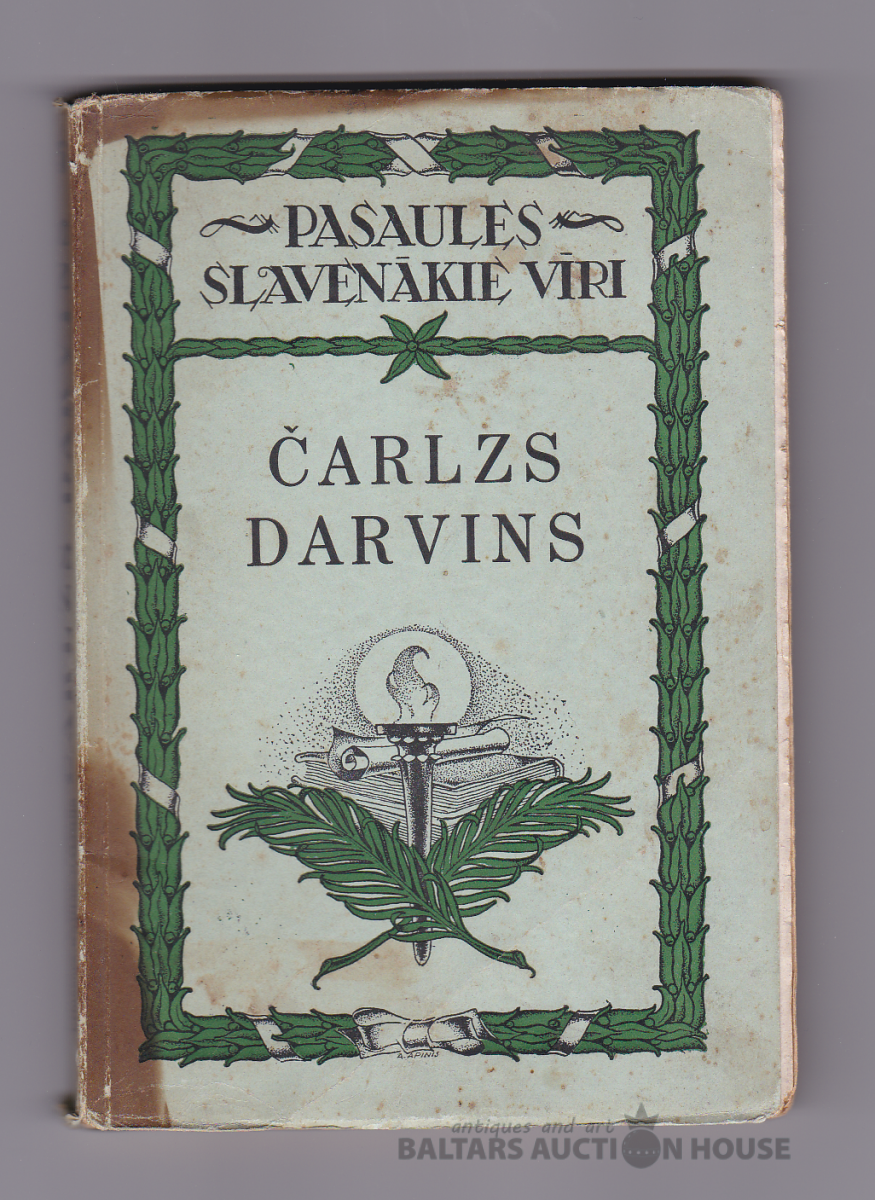 PASAULES
SLAVENĀKIE VĪRI
ČARLZS
DARVINS
A. APINIS
antiques and art
BALTARS AUCTION HOUSE